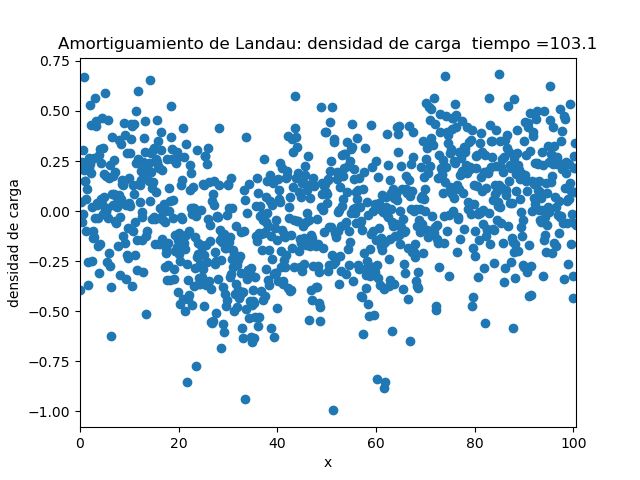 Amortiguamiento de Landau: densidad de carga  tiempo =103.1
densidad de carga
0.75
0.50
0.25
0.00
−0.25
−0.50
−0.75
−1.00
0 20 40 60 80 100
x